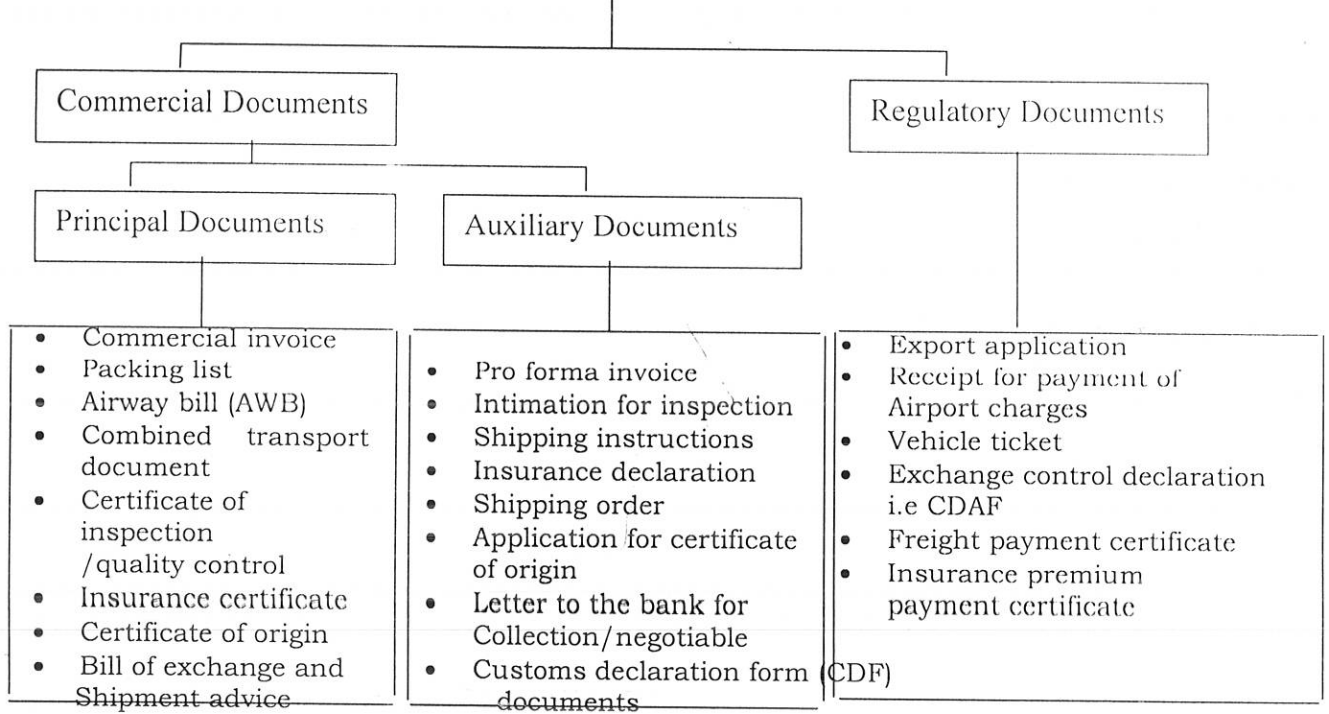 Commercial Documents
Regulatory Documents
Principal Documents
Auxiliary Documents
• Commercial invoice
• Packing list
• Airway bill (AWB)
• Combined transport
document
• Certificate of
inspection
/quality control
• Insurance certificate
• Certificate of origin
• Bill of exchange and
Shipment advice
• Pro forma invoice
• Intimation for inspection
• Shipping instructions
• Insurance declaration
• Shipping order
• Application for certificate
of origin
• Letter to the bank for
Collection/negotiable
• Customs declaration form (CDF)
documents
• Export application
• Receipt for payment of
Airport charges
• Vehicle ticket
• Exchange control declaration
i.e CDAF
• Freight payment certificate
• Insurance premium
payment certificate